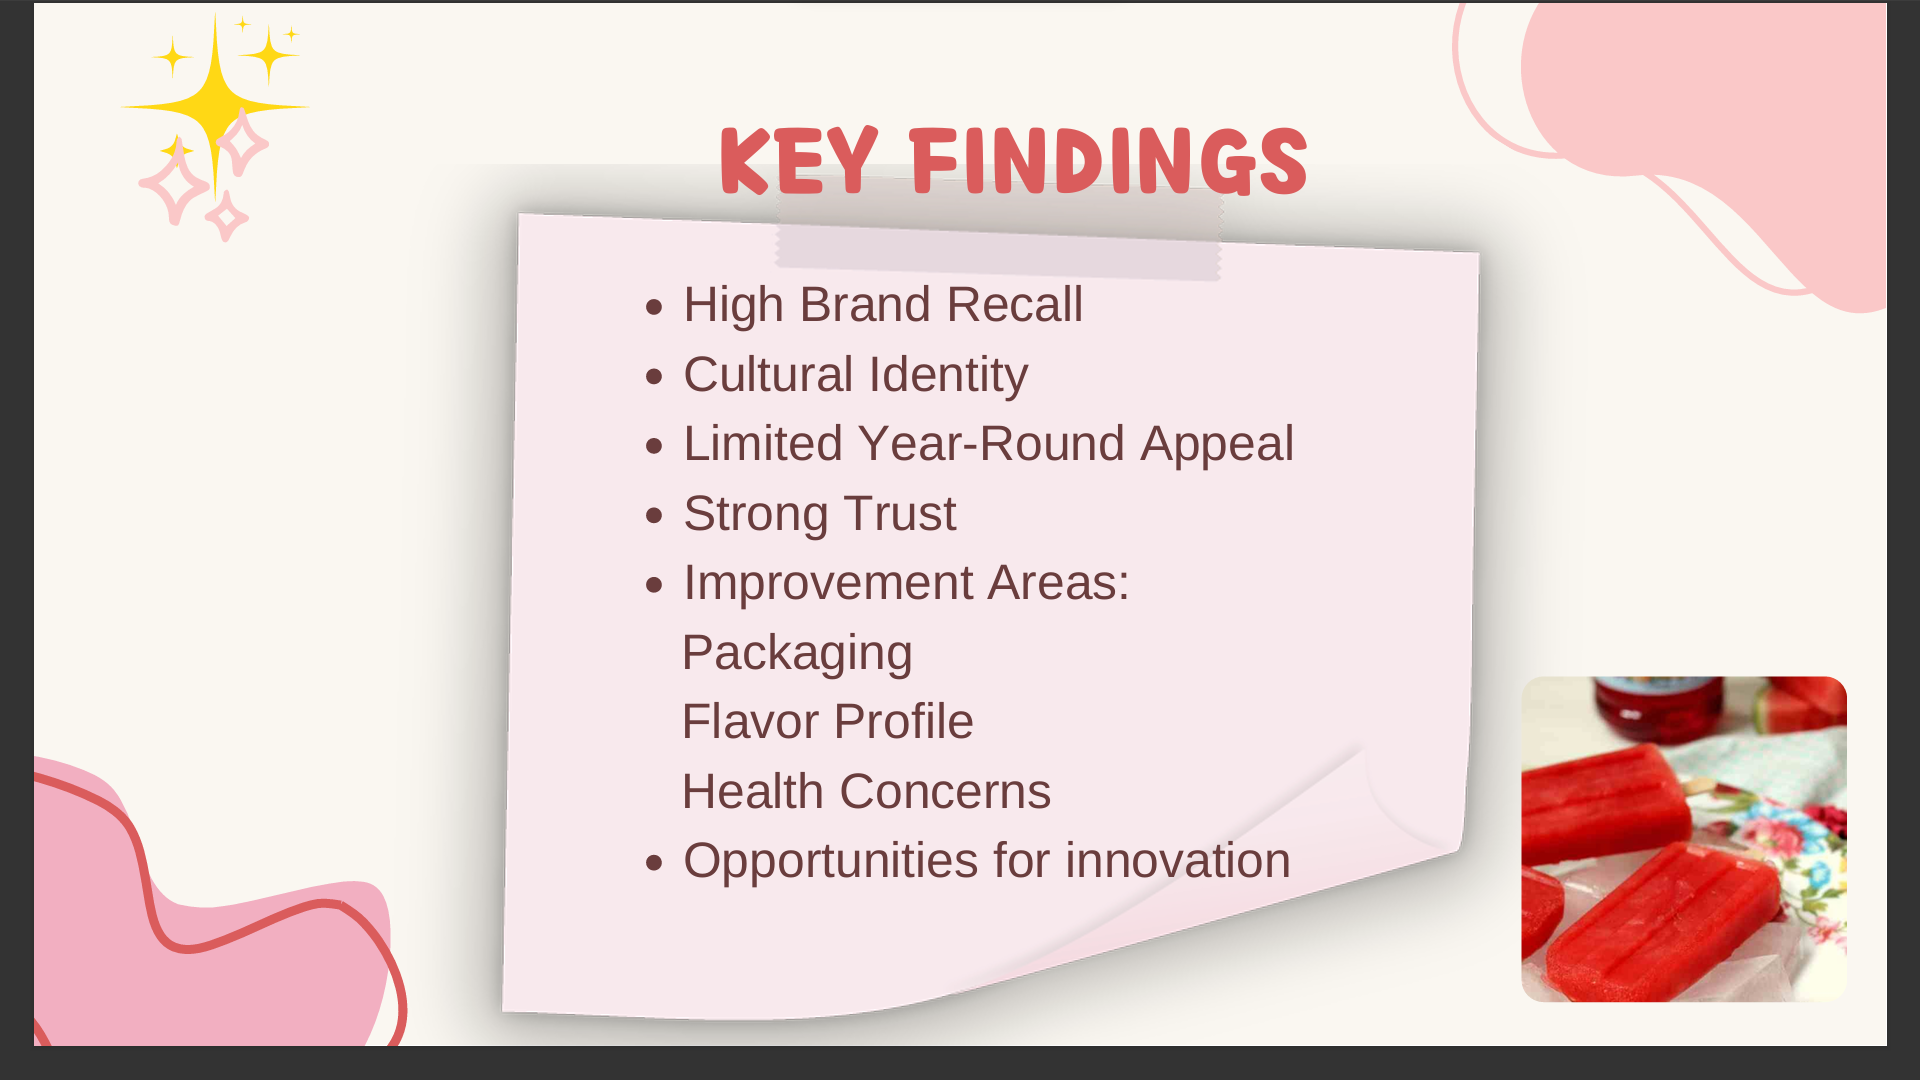 KEY FINDINGS
• High Brand Recall
• Cultural Identity
• Limited Year-Round Appeal
• Strong Trust
• Improvement Areas:
Packaging
Flavor Profile
Health Concerns
• Opportunities for innovation